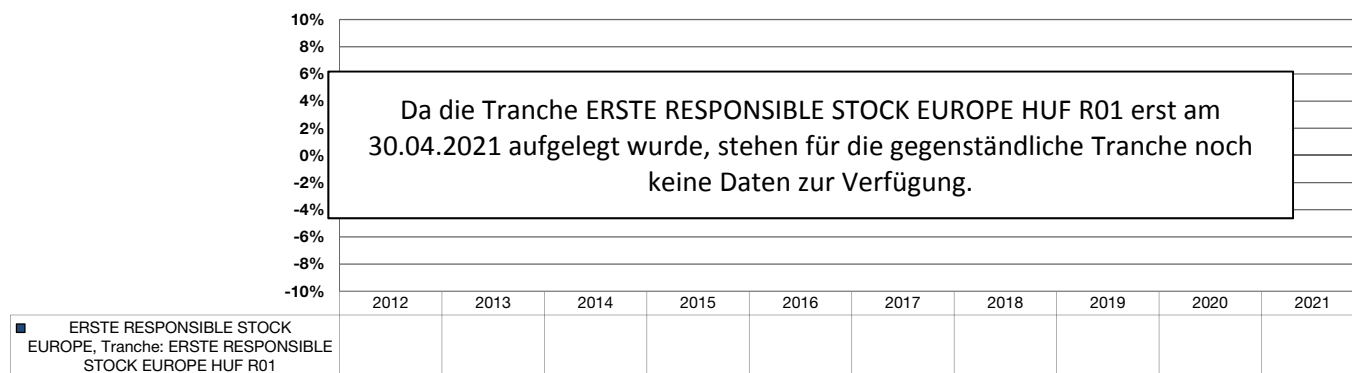 10%
8%
6%
4%
2%
0%
-2%
-4%
-6%
-8%
-10%
Da die Tranche ERSTE RESPONSIBLE STOCK EUROPE HUF R01 erst am
30.04.2021 aufgelegt wurde, stehen für die gegenständliche Tranche noch
keine Daten zur Verfügung.
2012 2013 2014 2015 2016 2017 2018 2019 2020 2021
ERSTE RESPONSIBLE STOCK
EUROPE, Tranche: ERSTE RESPONSIBLE
STOCK EUROPE HUF R01